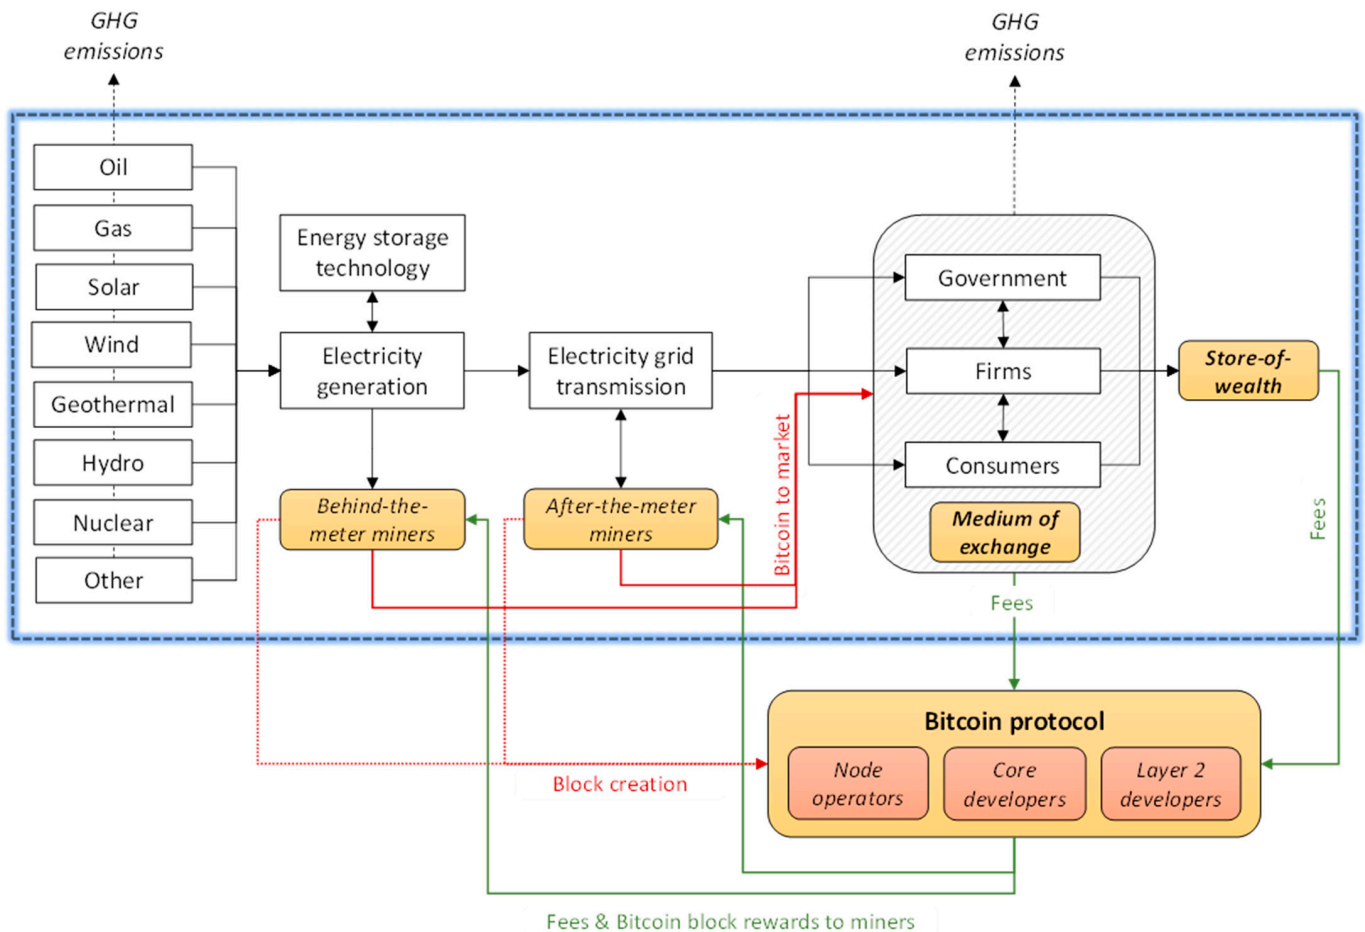 GHG
emissions
GHG
emissions
Oil
Gas
Solar
Wind
Geothermal
Hydro
Nuclear
Other
Energy storage
technology
Electricity
generation
Electricity grid
transmission
Behind-the-
meter miners
After-the-meter
miners
Bitcoin to market
Government
Firms
Consumers
Medium of
exchange
Store-of-
wealth
Fees
Fees
Bitcoin protocol
Node
operators
Core
developers
Layer 2
developers
Block creation
Fees & Bitcoin block rewards to miners